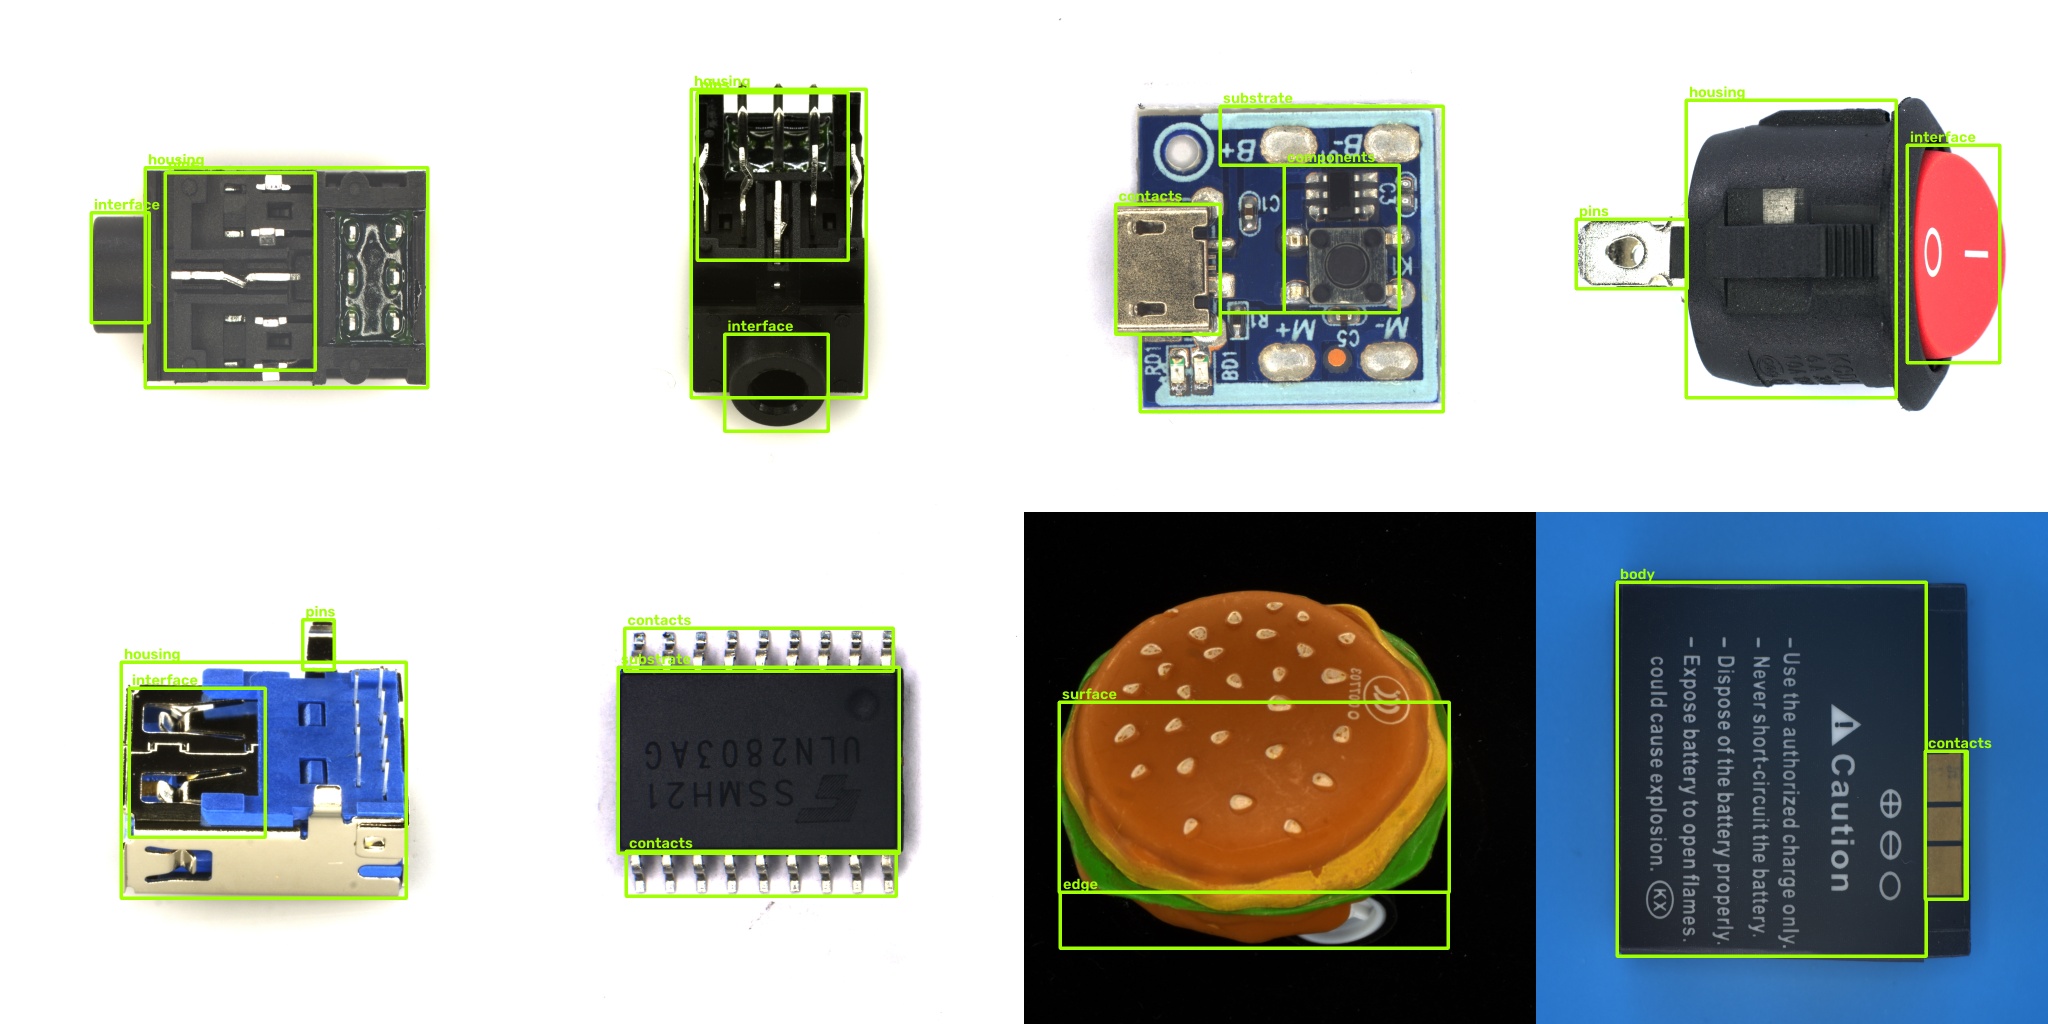 housing
interface
housing
interface
substrate
components
contacts
B+
B-
C1
C3
K1
R1
M+
M-
C5
RD1
BD1
housing
interface
pins
pins
housing
interface
contacts
substrate
ULN2803AG
SSMH21
contacts
surface
edge
body
contacts
Caution
-Use the authorized charge only.
- Never short-circuit the battery.
- Dispose of the battery properly.
- Expose battery to open flames.
could cause explosion.
KX